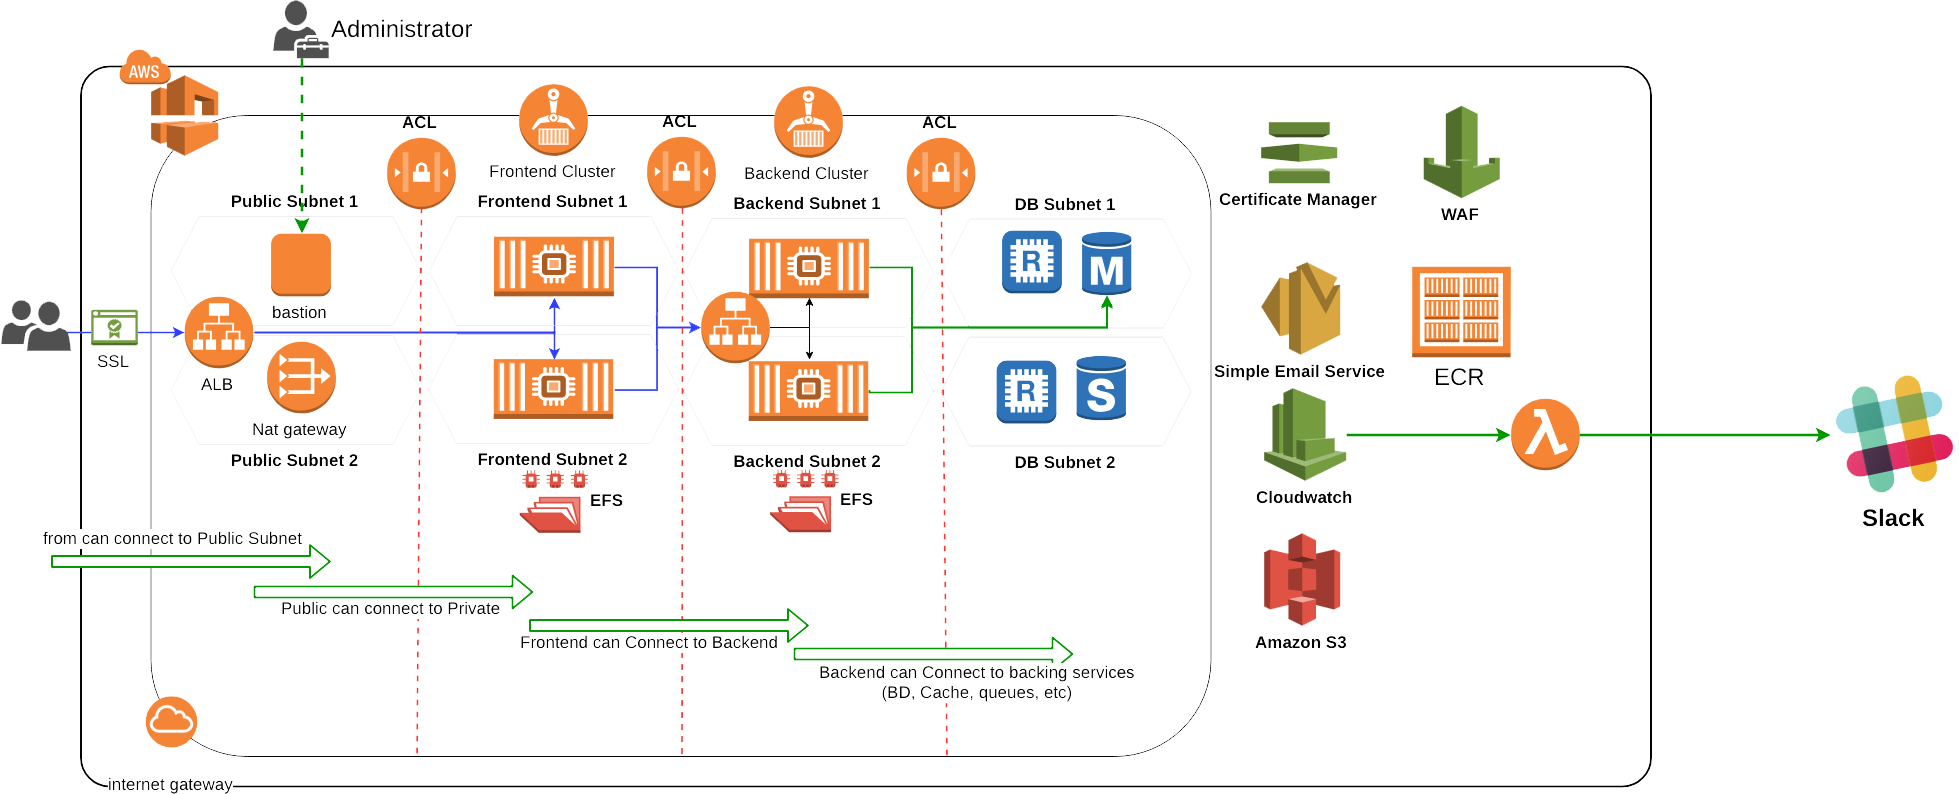 Administrator
AWS
ACL
ACL
ACL
Frontend Cluster
Backend Cluster
Public Subnet 1
Frontend Subnet 1
Backend Subnet 1
DB Subnet 1
Certificate Manager
WAF
R
M
bastion
SSL
ALB
Nat gateway
R
S
Simple Email Service
ECR
Public Subnet 2
Frontend Subnet 2
Backend Subnet 2
DB Subnet 2
EFS
EFS
Cloudwatch
λ
Slack
from can connect to Public Subnet
Public can connect to Private
Frontend can Connect to Backend
Backend can Connect to backing services
(BD, Cache, queues, etc)
Amazon S3
internet gateway